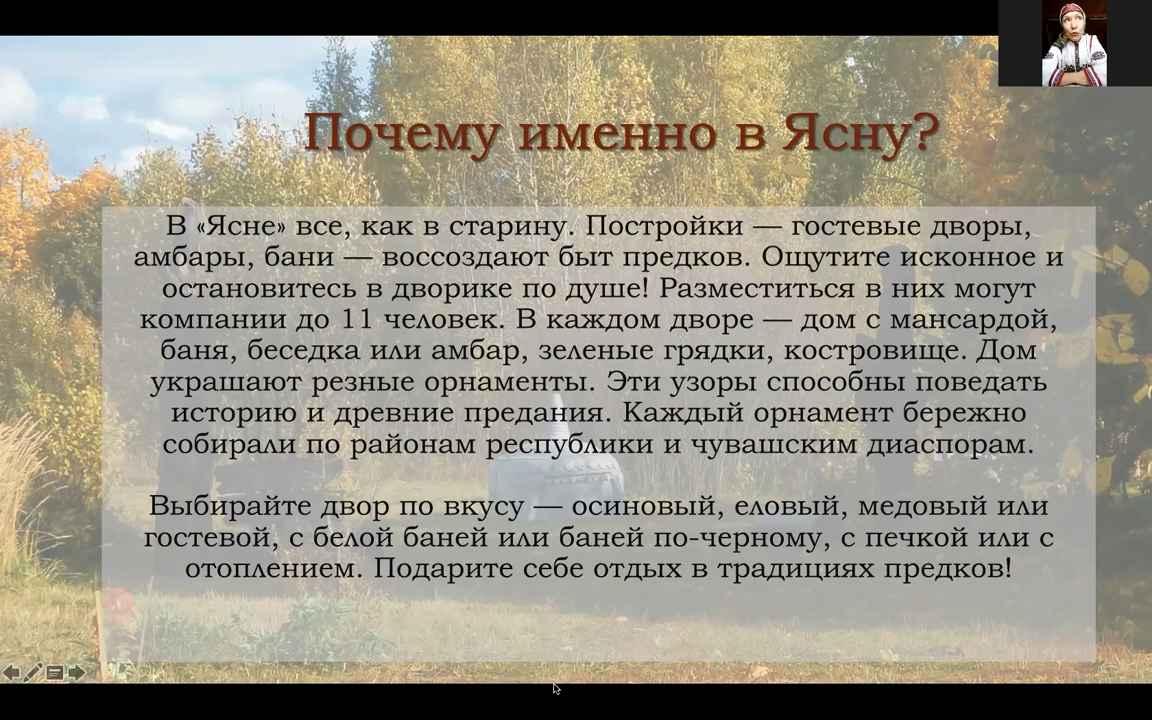 Почему именно в Ясну?
В «Ясне» все, как в старину. Постройки — гостевые дворы,
амбары, бани — воссоздают быт предков. Ощутите исконное и
остановитесь в дворике по душе! Разместиться в них могут
компании до 11 человек. В каждом дворе — дом с мансардой,
баня, беседка или амбар, зеленые грядки, костровище. Дом
украшают резные орнаменты. Эти узоры способны поведать
историю и древние предания. Каждый орнамент бережно
собирали по районам республики и чувашским диаспорам.
Выбирайте двор по вкусу — осиновый, еловый, медовый или
гостевой, с белой баней или баней по-черному, с печкой или с
отоплением. Подарите себе отдых в традициях предков!